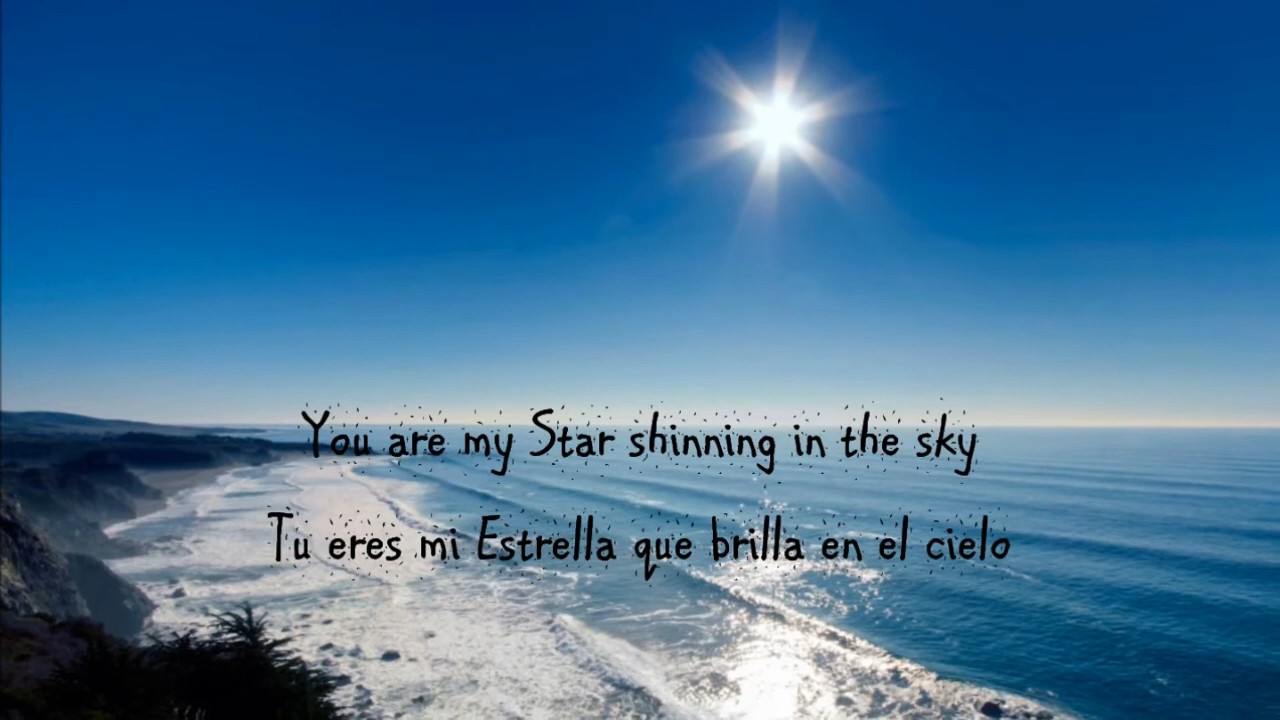 You are my Star shinning in the sky
Tu eres mi Estrella que brilla en el cielo